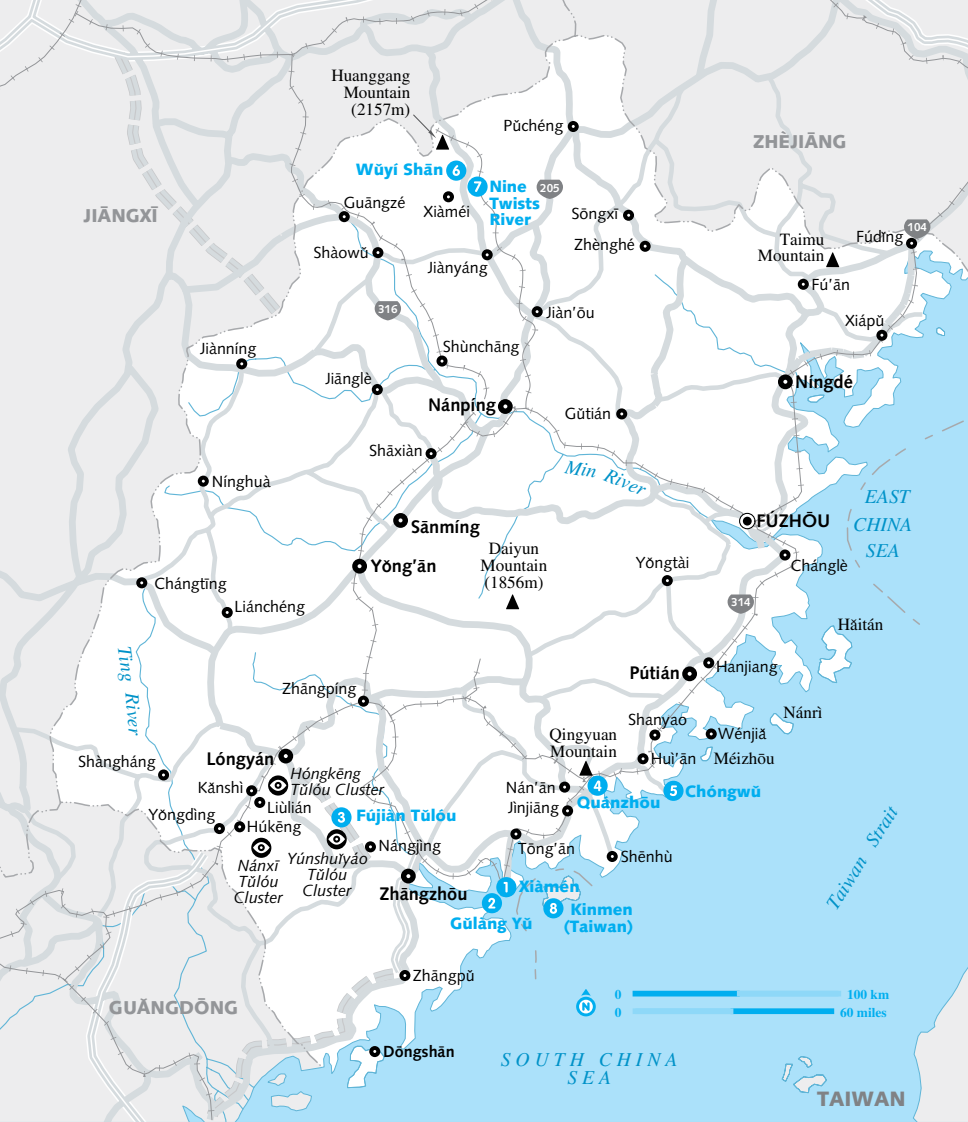 Huanggang
Mountain
(2157m)
Pǔchéng
ZHÈJIĀNG
Wǔyí Shān 6
7 Nine
Twists
River
205
JIĀNGXĪ
Guāngzé
Xiàméi
Sōngxī
104
Fúdǐng
Zhènghé
Taimu
Mountain
Shàowǔ
Jiànyáng
Fú'ān
316
Jiàn'ōu
Xiápǔ
Jiànníng
Shùnchāng
Jiānglè
Níngdé
Nánpíng
Gǔtián
Shāxiàn
Min River
Nínghuà
EAST
CHINA
SEA
FÚZHŌU
Sānmíng
Daiyun
Mountain
(1856m)
Yǒng'ān
Yǒngtài
Chánglè
Chángtīng
Liánchéng
314
Hǎitán
Ting River
Pútián
Hanjiang
Zhāngpíng
Nánrì
Shanyao
Wénjiǎ
Qingyuan
Mountain
Lóngyán
Huì'ān
Méizhōu
Shàngháng
Hóngkēng
Tǔlóu Cluster
Kǎnshì
Nán'ān
4
Quánzhōu
5 Chóngwǔ
Liùlián
Jìnjiāng
Yǒngdìng
Húkēng
3 Fújiàn Tǔlóu
Taiwan Strait
Nánxī
Tǔlóu
Cluster
Yúnshuǐyáo
Tǔlóu
Cluster
Nángjìng
Tōng'ān
Shēnhù
Zhāngzhōu
1 Xiàmén
2
Gǔlàng Yǔ
8 Kinmen
(Taiwan)
Zhāngpǔ
GUǍNGDŌNG
N
0 100 km
0 60 miles
Dōngshān
SOUTH CHINA
SEA
TAIWAN